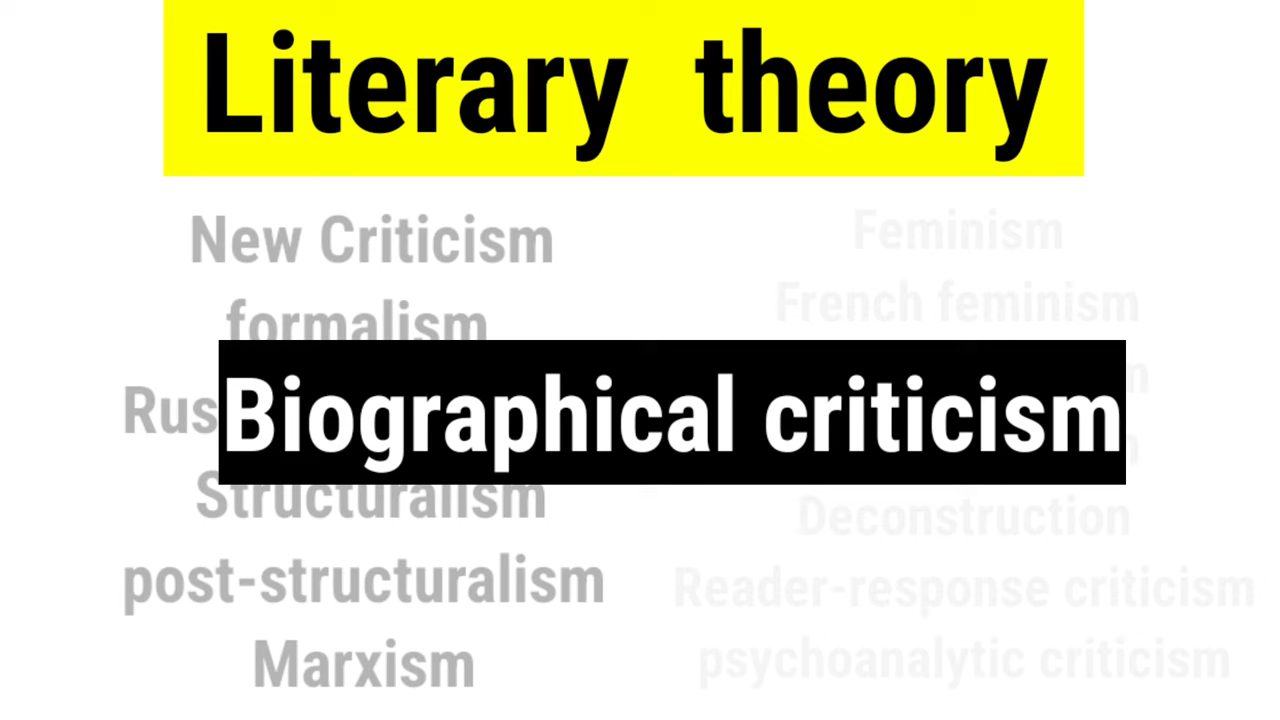 Literary theory
New Criticism
formalism
Rus
Biographical criticism
Structuralism
post-structuralism
Marxism
Feminism
French feminism
Deconstruction
Reader-response criticism
psychoanalytic criticism